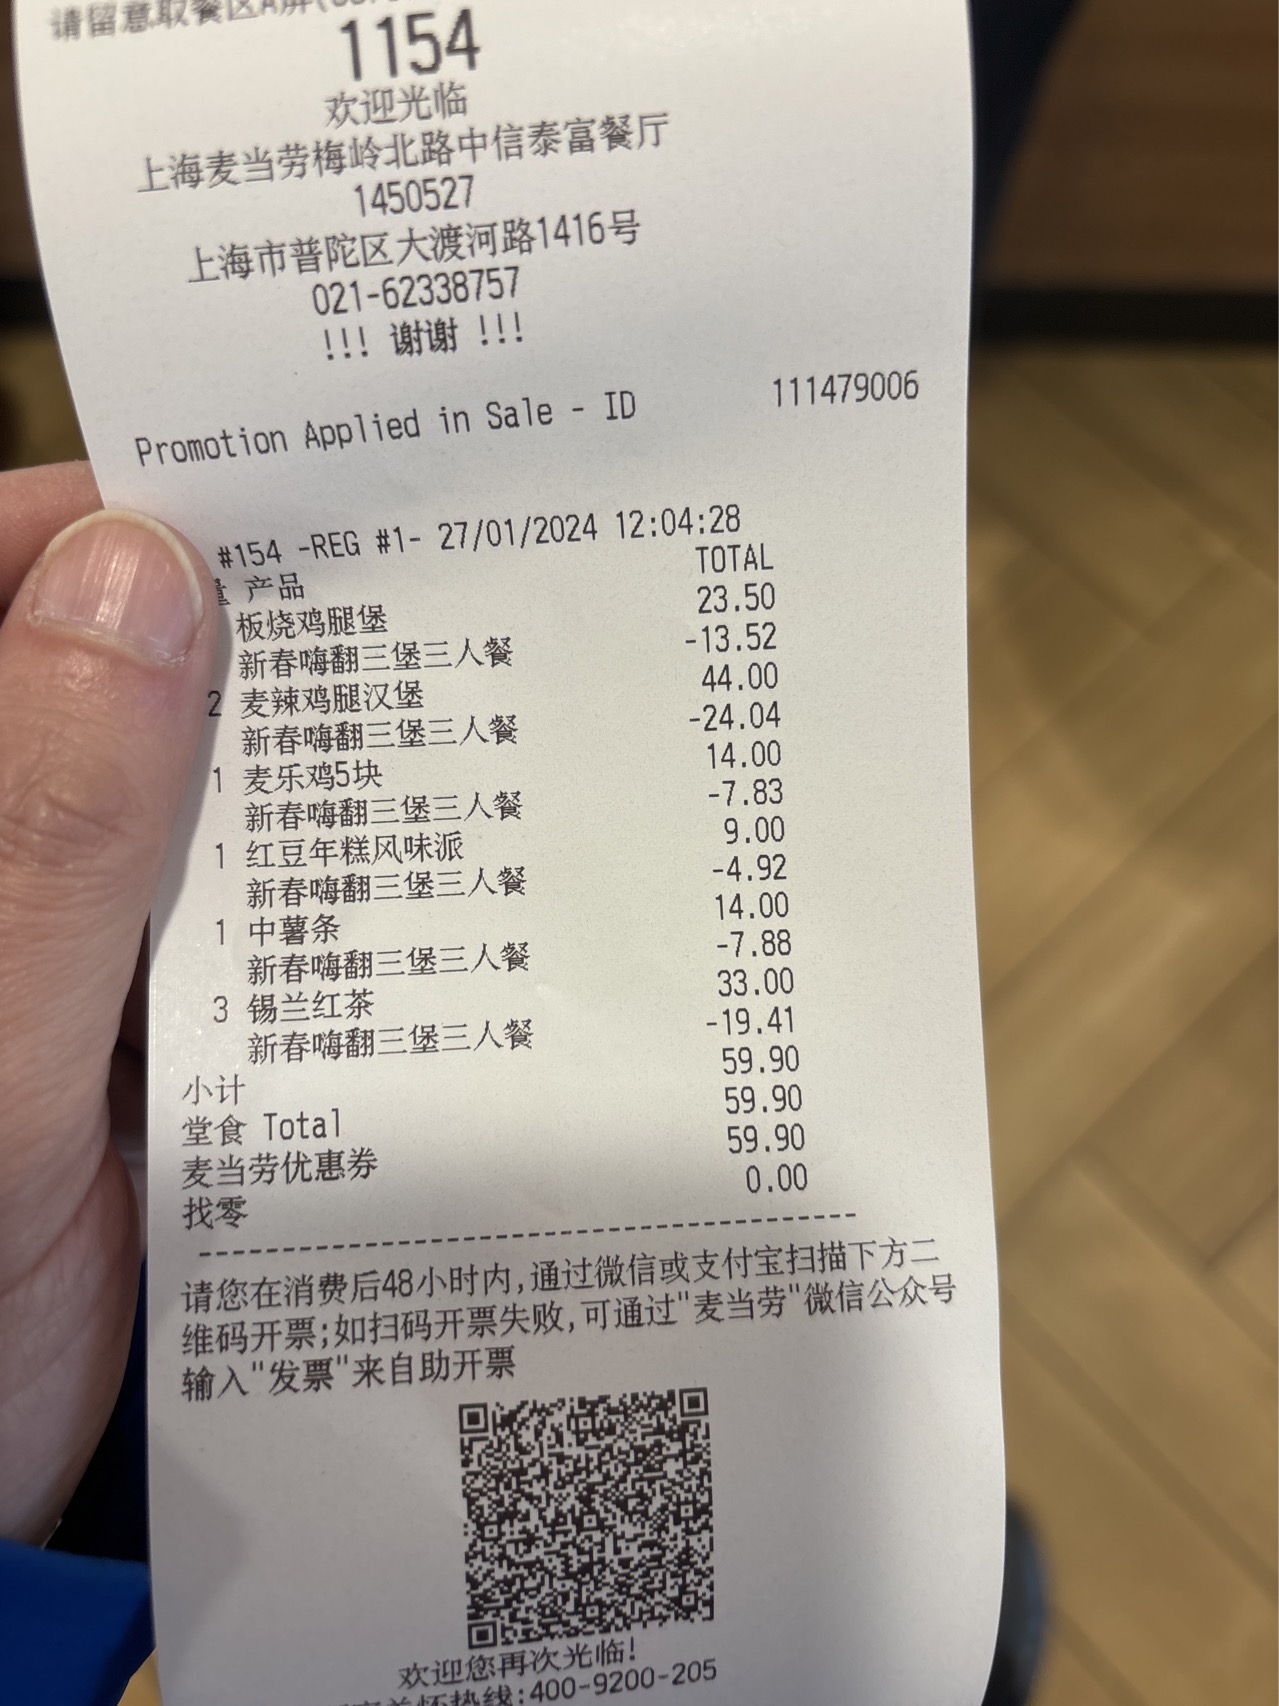 请留意取餐区A屏
1154
欢迎光临
上海麦当劳梅岭北路中信泰富餐厅
1450527
上海市普陀区大渡河路1416号
021-62338757
!!! 谢谢 !!!
Promotion Applied in Sale - ID 111479006
#154 -REG #1- 27/01/2024 12:04:28
量 产品 TOTAL
板烧鸡腿堡 23.50
新春嗨翻三堡三人餐 -13.52
2 麦辣鸡腿汉堡 44.00
新春嗨翻三堡三人餐 -24.04
1 麦乐鸡5块 14.00
新春嗨翻三堡三人餐 -7.83
1 红豆年糕风味派 9.00
新春嗨翻三堡三人餐 -4.92
1 中薯条 14.00
新春嗨翻三堡三人餐 -7.88
3 锡兰红茶 33.00
新春嗨翻三堡三人餐 -19.41
小计 59.90
堂食 Total 59.90
麦当劳优惠券 59.90
找零 0.00
请您在消费后48小时内,通过微信或支付宝扫描下方二
维码开票;如扫码开票失败,可通过"麦当劳"微信公众号
输入"发票"来自助开票
欢迎您再次光临!
热线:400-9200-205